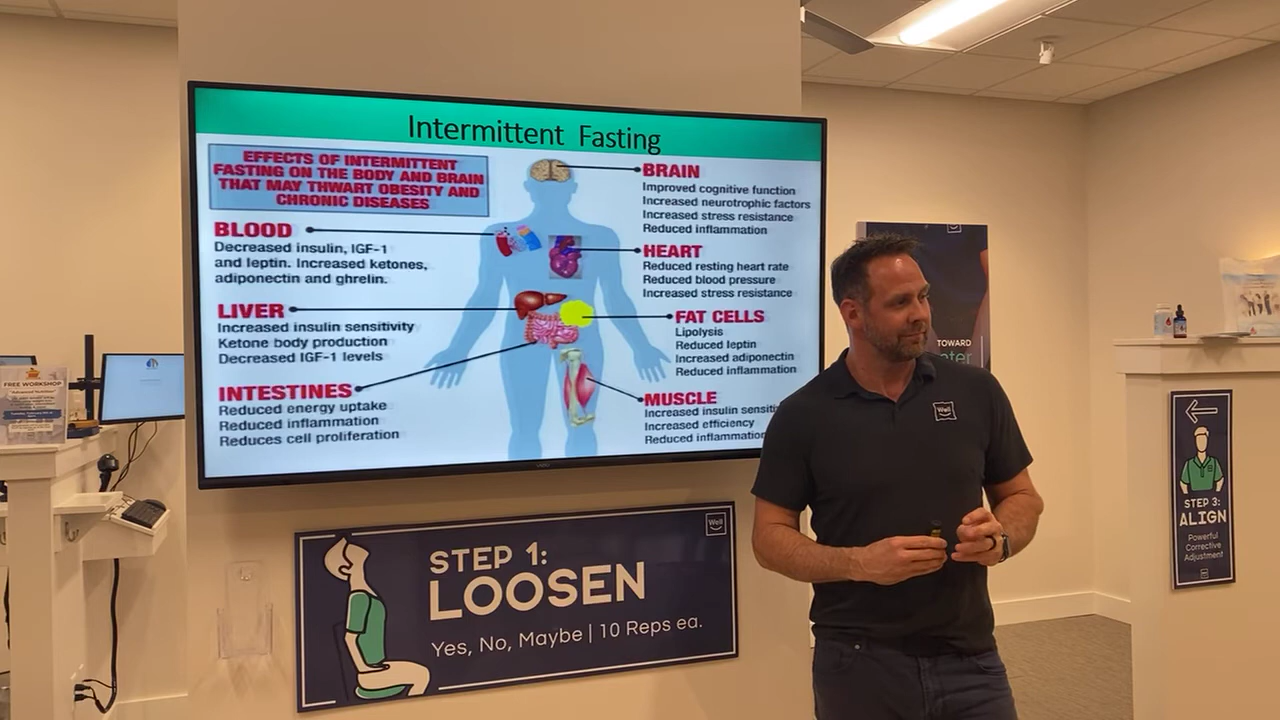 Intermittent Fasting
EFFECTS OF INTERMITTENT
FASTING ON THE BODY AND BRAIN
THAT MAY THWART OBESITY AND
CHRONIC DISEASES
BLOOD
Decreased insulin, IGF-1
and leptin. Increased ketones,
adiponectin and ghrelin.
LIVER
Increased insulin sensitivity
Ketone body production
Decreased IGF-1 levels
INTESTINES
Reduced energy uptake
Reduced inflammation
Reduces cell proliferation
BRAIN
Improved cognitive function
Increased neurotrophic factors
Increased stress resistance
Reduced inflammation
HEART
Reduced resting heart rate
Reduced blood pressure
Increased stress resistance
FAT CELLS
Lipolysis
Reduced leptin
Increased adiponectin
Reduced inflammation
MUSCLE
Increased insulin sensiti
Increased efficiency
Reduced inflammation
FREE WORKSHOP
STEP 1:
LOOSEN
Yes, No, Maybe | 10 Reps ea.
Well
Well
TOWARD
STEP 3:
ALIGN
Powerful
Corrective
Adjustment